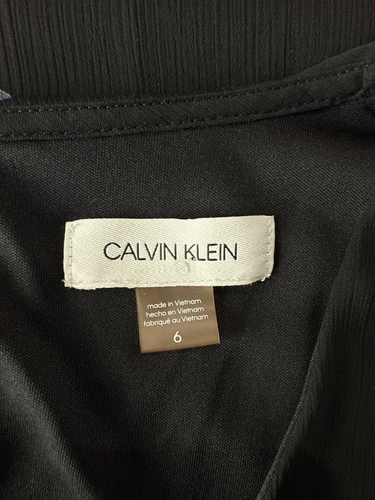 CALVIN KLEIN
made in Vietnam
hecho en Vietnam
fabriqué au Vietnam
6